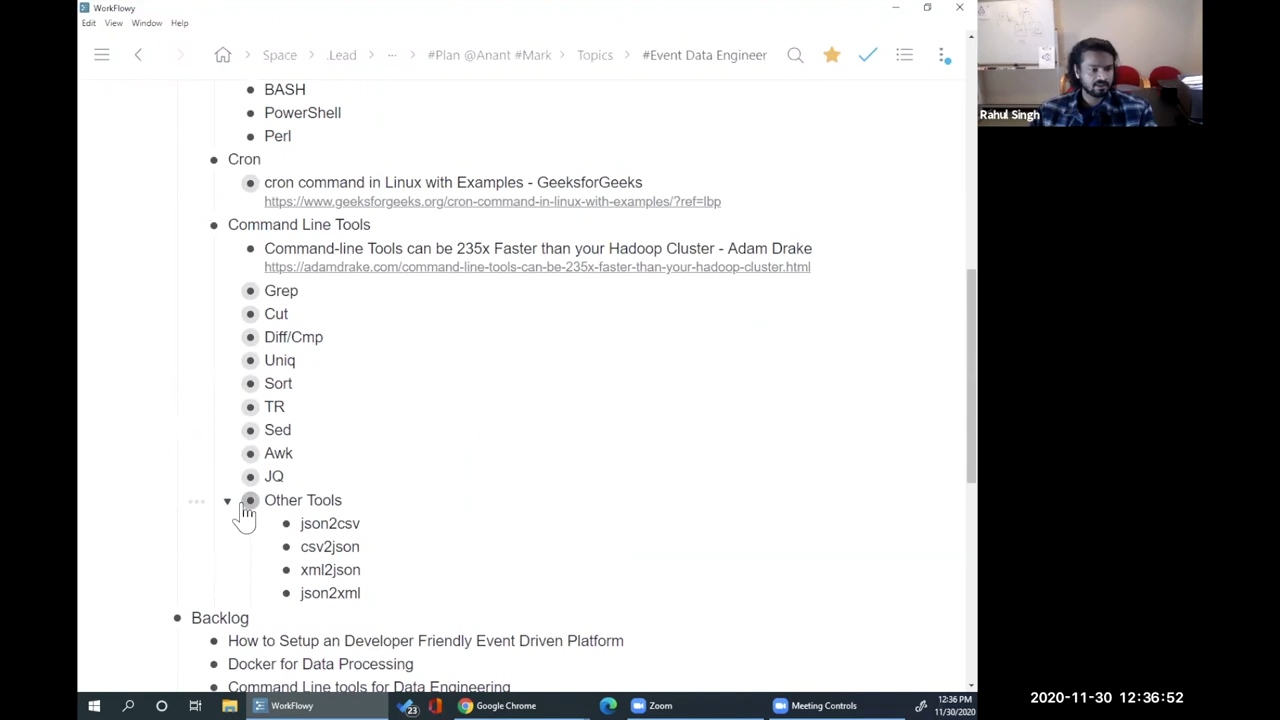 WorkFlowy
Edit View Window Help
Space > .Lead > ... > #Plan @Anant #Mark > Topics > #Event Data Engineer
BASH
PowerShell
Perl
Cron
cron command in Linux with Examples - GeeksforGeeks
https://www.geeksforgeeks.org/cron-command-in-linux-with-examples/?ref=lbp
Command Line Tools
Command-line Tools can be 235x Faster than your Hadoop Cluster - Adam Drake
https://adamdrake.com/command-line-tools-can-be-235x-faster-than-your-hadoop-cluster.html
Grep
Cut
Diff/Cmp
Uniq
Sort
TR
Sed
Awk
JQ
Other Tools
json2csv
csv2json
xml2json
json2xml
Backlog
How to Setup an Developer Friendly Event Driven Platform
Docker for Data Processing
Command Line tools for Data Engineering
Rahul Singh
WorkFlowy
23
Google Chrome
Zoom
Meeting Controls
12:36 PM
11/30/2020
2020-11-30 12:36:52